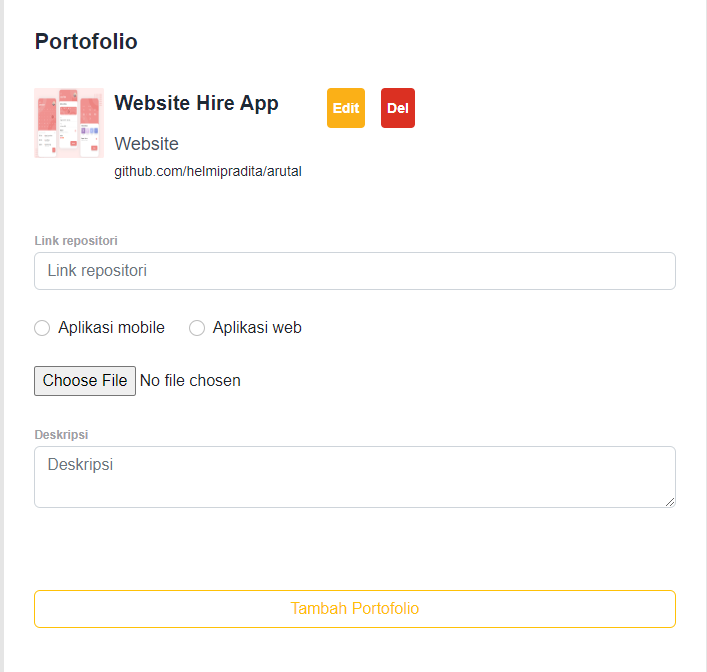 Portofolio
Website Hire App
Edit
Del
Website
github.com/helmipradita/arutal
Link repositori
Link repositori
Aplikasi mobile
Aplikasi web
Choose File No file chosen
Deskripsi
Deskripsi
Tambah Portofolio